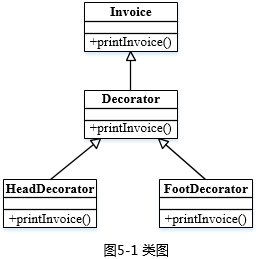 Invoice
+printInvoice()
Decorator
+printInvoice()
HeadDecorator
FootDecorator
+printInvoice()
+printInvoice()
图5-1 类图